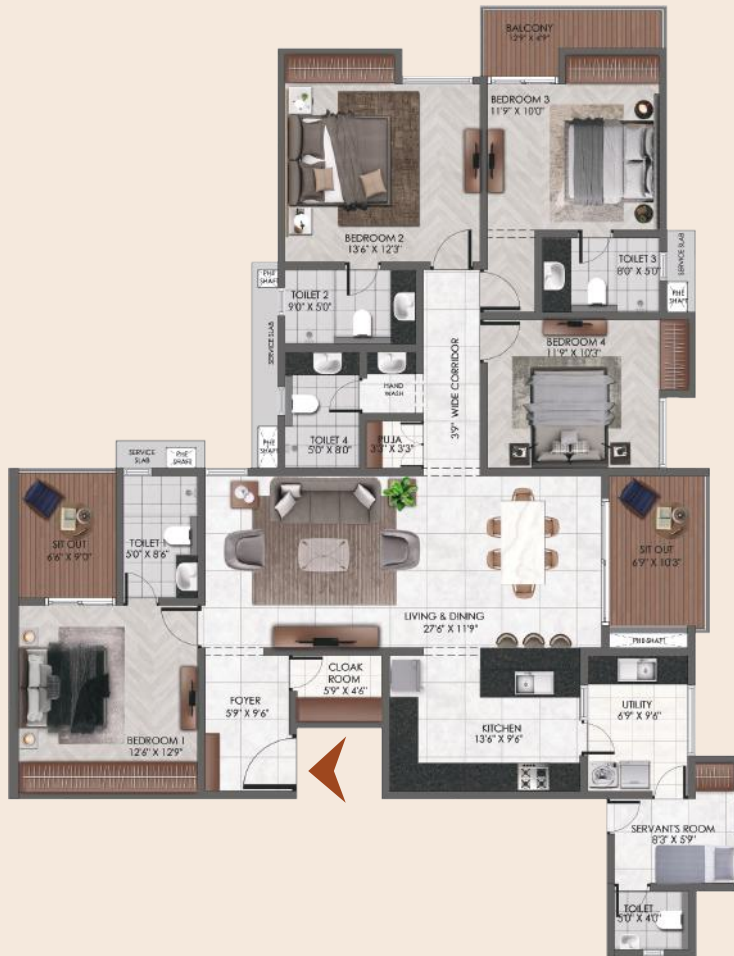 BALCONY
12'9" X 4'9"
BEDROOM 3
11'9" X 10'0"
BEDROOM 2
13'6" X 12'3"
TOILET 3
8'0" X 5'0"
SERVICE SLAB
PHE
SHAFT
PHE
SHAFT
TOILET 2
9'0" X 5'0"
SERVICE SLAB
BEDROOM 4
11'9" X 10'3"
3'9" WIDE CORRIDOR
HAND
WASH
TOILET 4
5'0" X 8'0"
PUJA
3'3" X 3'3"
PHE
SHAFT
SERVICE
SLAB
PHE
SHAFT
SIT OUT
6'6" X 9'0"
TOILET 1
5'0" X 8'6"
SIT OUT
6'9" X 10'3"
LIVING & DINING
27'6" X 11'9"
PHE SHAFT
CLOAK
ROOM
5'9" X 4'6"
FOYER
5'9" X 9'6"
UTILITY
6'9" X 9'6"
KITCHEN
13'6" X 9'6"
BEDROOM 1
12'6" X 12'9"
SERVANT'S ROOM
8'3" X 5'9"
TOILET
5'0" X 4'0"